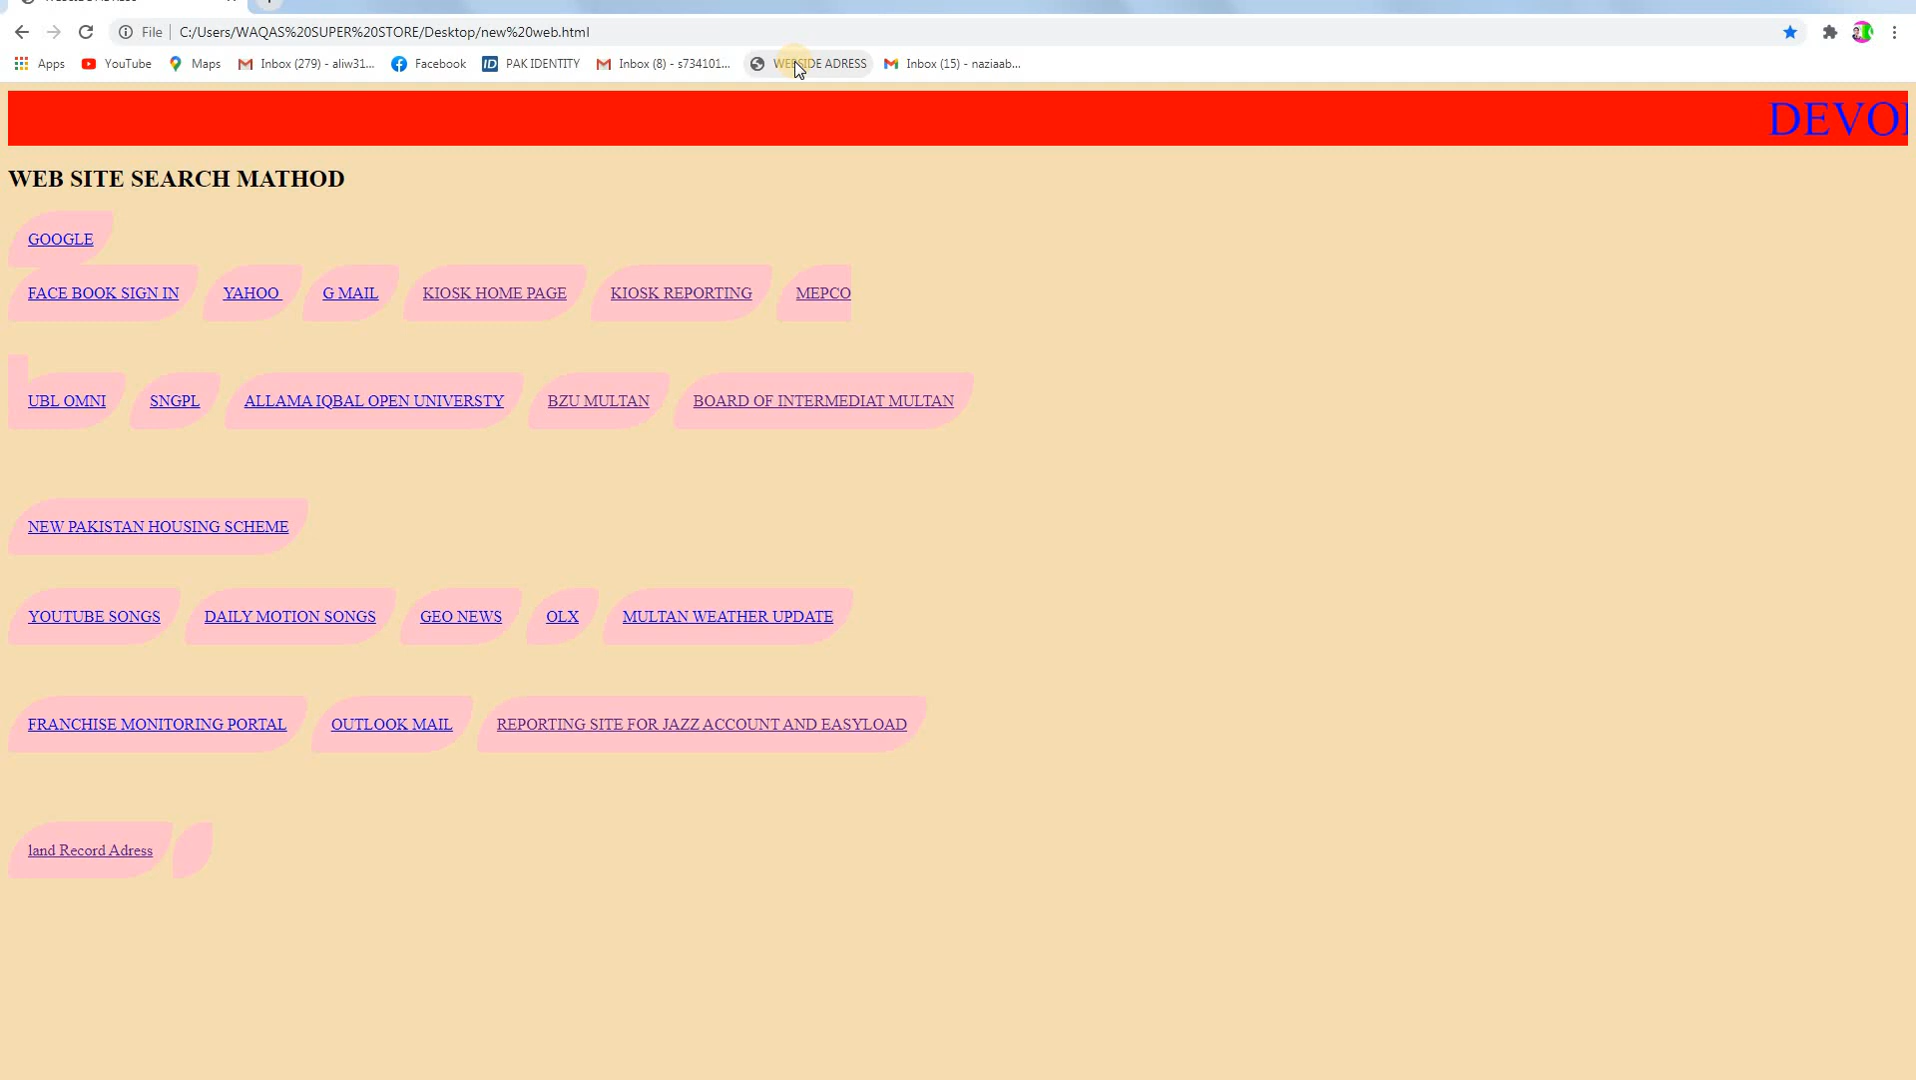 File C:/Users/WAQAS%20SUPER%20STORE/Desktop/new%20web.html
Apps YouTube Maps Inbox (279) - aliw31... Facebook PAK IDENTITY Inbox (8) - s734101... WEBSIDE ADRESS Inbox (15) - naziaab...
DEVO
WEB SITE SEARCH MATHOD
GOOGLE
FACE BOOK SIGN IN YAHOO G MAIL KIOSK HOME PAGE KIOSK REPORTING MEPCO
UBL OMNI SNGPL ALLAMA IQBAL OPEN UNIVERSTY BZU MULTAN BOARD OF INTERMEDIAT MULTAN
NEW PAKISTAN HOUSING SCHEME
YOUTUBE SONGS DAILY MOTION SONGS GEO NEWS OLX MULTAN WEATHER UPDATE
FRANCHISE MONITORING PORTAL OUTLOOK MAIL REPORTING SITE FOR JAZZ ACCOUNT AND EASYLOAD
land Record Adress